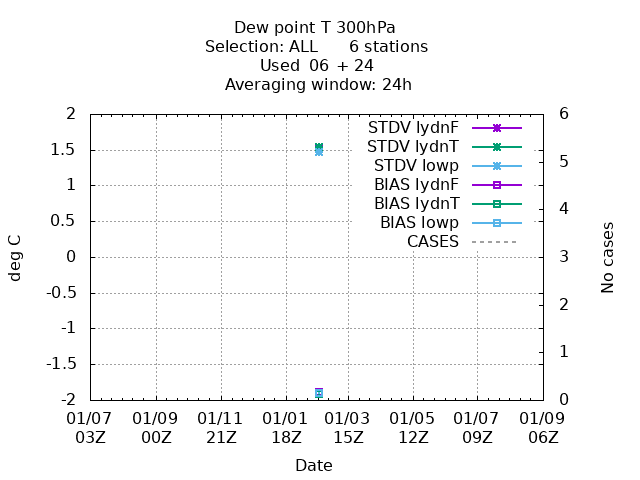 Dew point T 300hPa
Selection: ALL      6 stations
Used  06 + 24
Averaging window: 24h
2
1.5
1
0.5
0
-0.5
-1
-1.5
-2
deg C
6
5
4
3
2
1
0
No cases
STDV lydnF
STDV lydnT
STDV lowp
BIAS lydnF
BIAS lydnT
BIAS lowp
CASES
01/07 01/09 01/11 01/01 01/03 01/05 01/07 01/09
03Z 00Z 21Z 18Z 15Z 12Z 09Z 06Z
Date